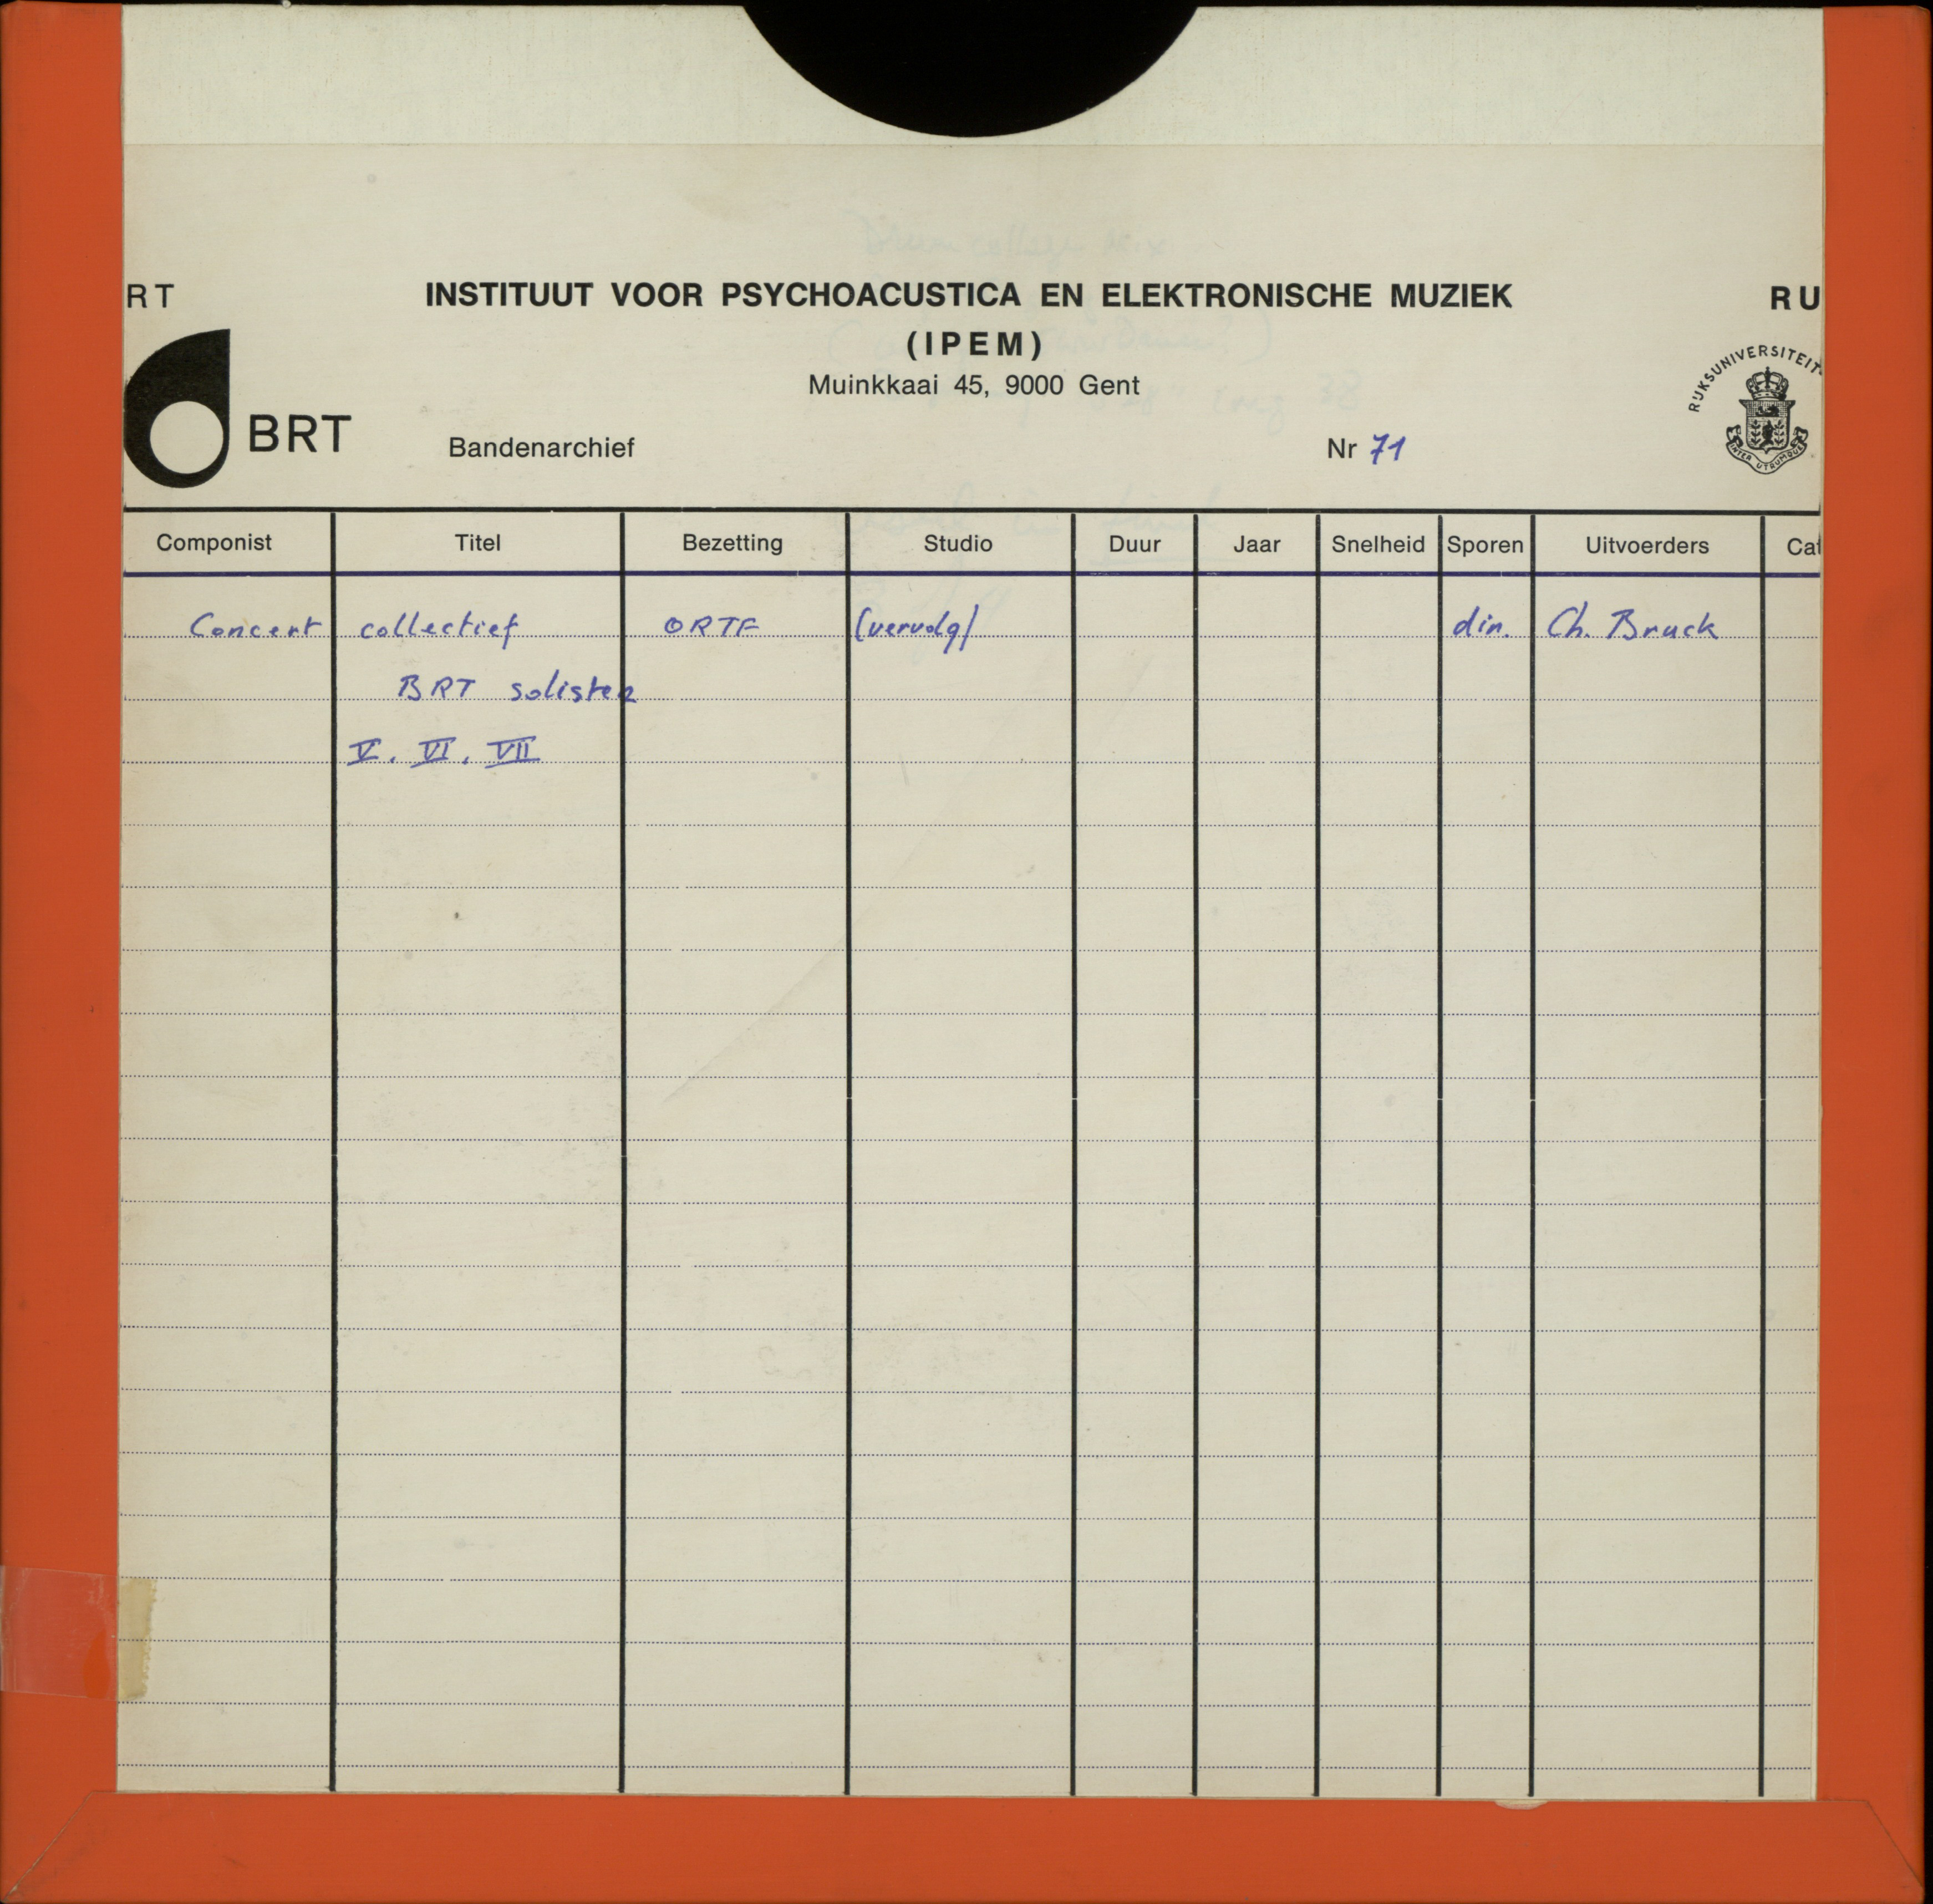 RT INSTITUUT VOOR PSYCHOACUSTICA EN ELEKTRONISCHE MUZIEK RU
(IPEM)
Muinkkaai 45, 9000 Gent
BRT
Bandenarchief Nr 71
RIJKSUNIVERSITEIT
INTER UTRUMQUE
Componist Titel Bezetting Studio Duur Jaar Snelheid Sporen Uitvoerders Cat
Concert collectief ORTF (vervolg) dir. Ch. Bruck
BRT solisten
V. VI. VII